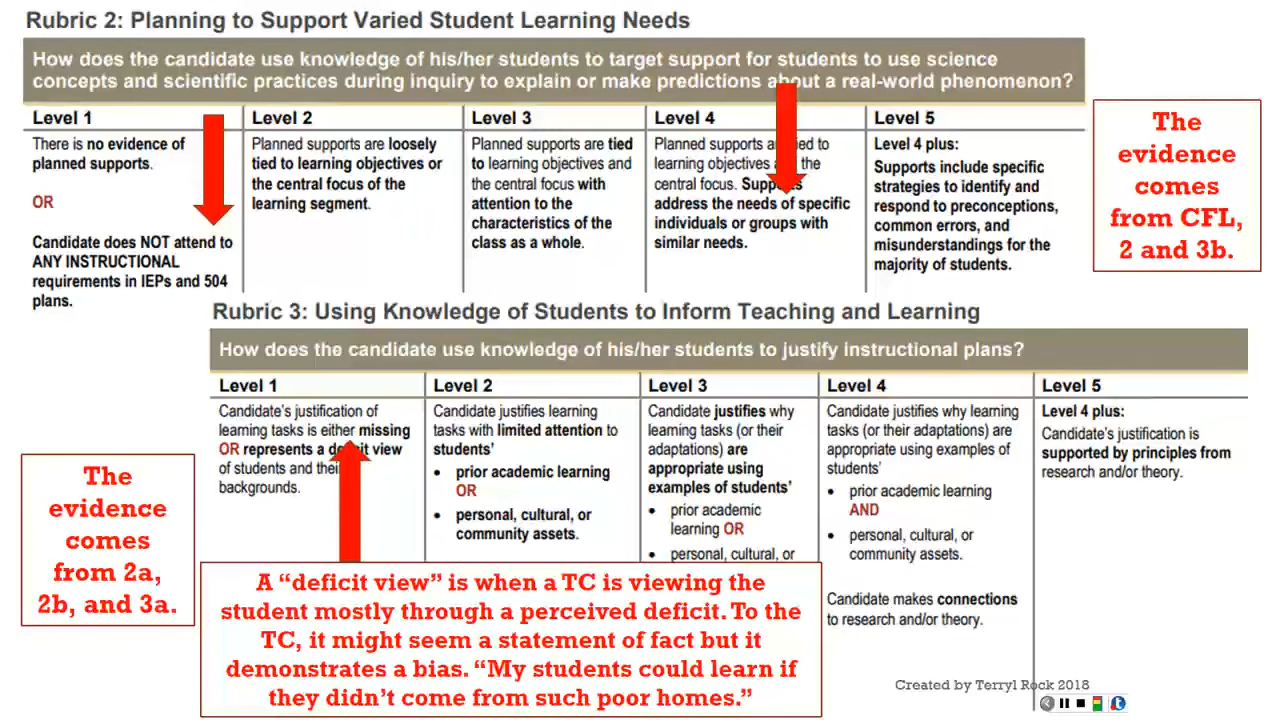 Rubric 2: Planning to Support Varied Student Learning Needs
How does the candidate use knowledge of his/her students to target support for students to use science
concepts and scientific practices during inquiry to explain or make predictions about a real-world phenomenon?
Level 1
There is no evidence of
planned supports.
OR
Candidate does NOT attend to
ANY INSTRUCTIONAL
requirements in IEPs and 504
plans.
Level 2
Planned supports are loosely
tied to learning objectives or
the central focus of the
learning segment.
Level 3
Planned supports are tied
to learning objectives and
the central focus with
attention to the
characteristics of the
class as a whole.
Level 4
Planned supports tied to
learning objectives the
central focus. Supports
address the needs of specific
individuals or groups with
similar needs.
Level 5
Level 4 plus:
Supports include specific
strategies to identify and
respond to preconceptions,
common errors, and
misunderstandings for the
majority of students.
The
evidence
comes
from CFL,
2 and 3b.
Rubric 3: Using Knowledge of Students to Inform Teaching and Learning
How does the candidate use knowledge of his/her students to justify instructional plans?
Level 1
Candidate's justification of
learning tasks is either missing
OR represents a deficit view
of students and their
backgrounds.
Level 2
Candidate justifies learning
tasks with limited attention to
students'
• prior academic learning
OR
• personal, cultural, or
community assets.
Level 3
Candidate justifies why
learning tasks (or their
adaptations) are
appropriate using
examples of students'
• prior academic
learning OR
• personal, cultural, or
Level 4
Candidate justifies why learning
tasks (or their adaptations) are
appropriate using examples of
students'
• prior academic learning
AND
• personal, cultural, or
community assets.
Candidate makes connections
to research and/or theory.
Level 5
Level 4 plus:
Candidate's justification is
supported by principles from
research and/or theory.
The
evidence
comes
from 2a,
2b, and 3a.
A “deficit view” is when a TC is viewing the
student mostly through a perceived deficit. To the
TC, it might seem a statement of fact but it
demonstrates a bias. “My students could learn if
they didn’t come from such poor homes.”
Created by Terryl Rock 2018